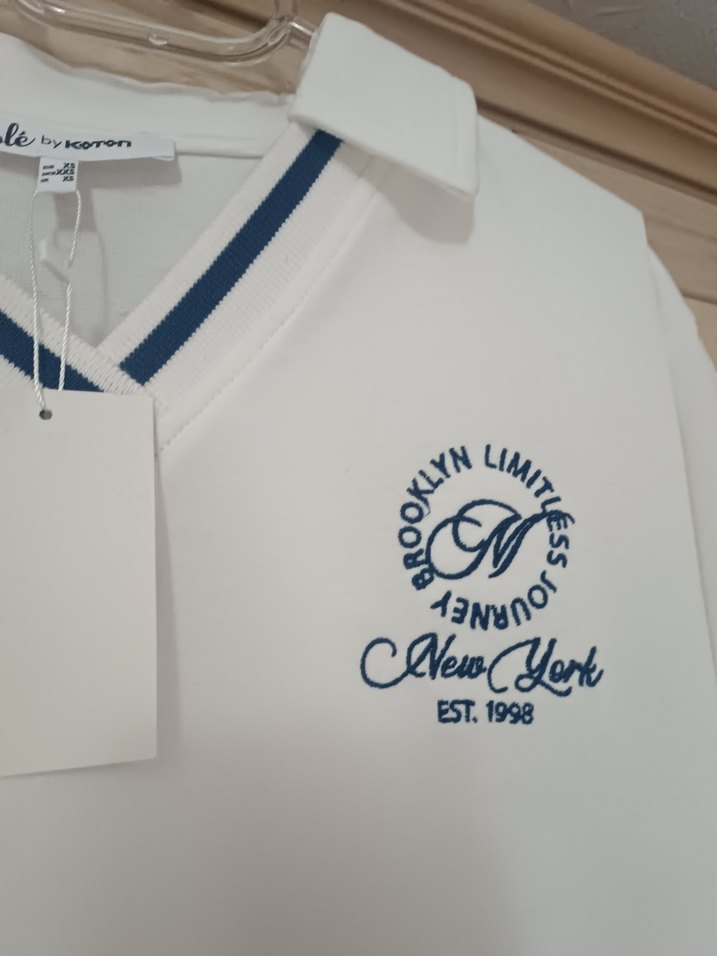 by KOTON
XS
XXS
XS
BROOKLYN LIMITLESS JOURNEY
N
New York
EST. 1998